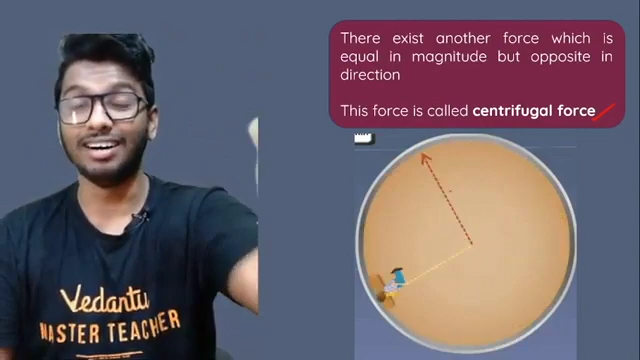 There exist another force which is
equal in magnitude but opposite in
direction
This force is called centrifugal force
Vedantu
MASTER TEACHER